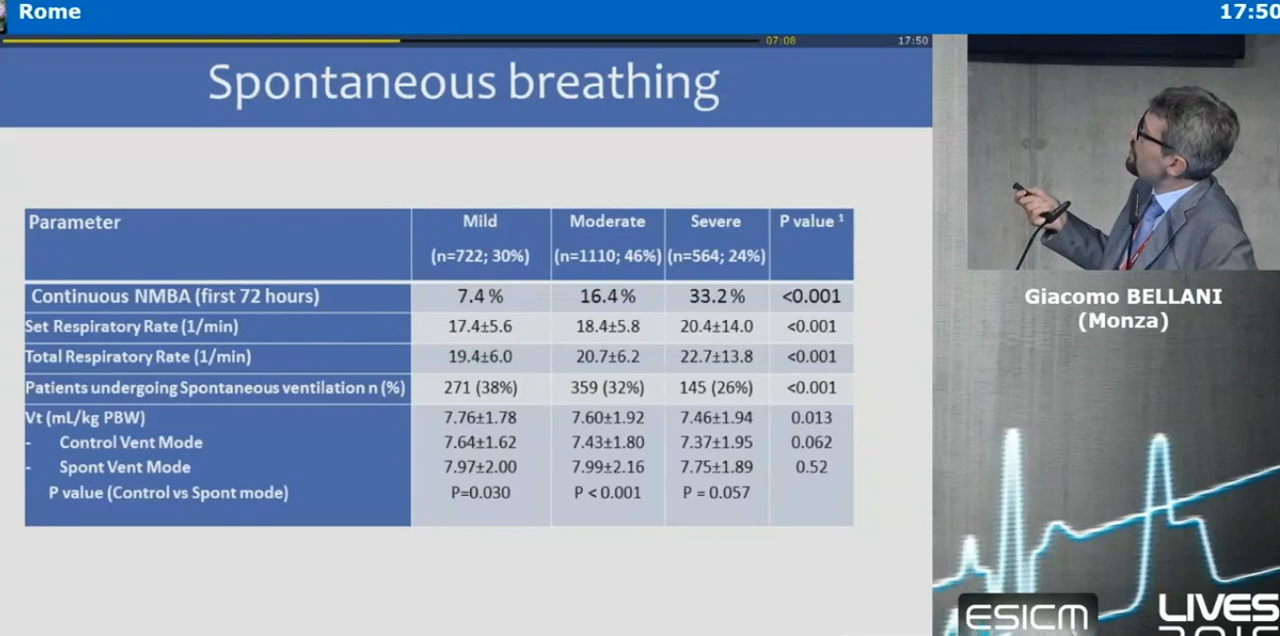 Rome
17:50
07:08
17:50
Spontaneous breathing
Parameter Mild Moderate Severe P value ¹
(n=722; 30%) (n=1110; 46%) (n=564; 24%)
Continuous NMBA (first 72 hours) 7.4% 16.4% 33.2% <0.001
Set Respiratory Rate (1/min) 17.4±5.6 18.4±5.8 20.4±14.0 <0.001
Total Respiratory Rate (1/min) 19.4±6.0 20.7±6.2 22.7±13.8 <0.001
Patients undergoing Spontaneous ventilation n (%) 271 (38%) 359 (32%) 145 (26%) <0.001
Vt (mL/kg PBW) 7.76±1.78 7.60±1.92 7.46±1.94 0.013
- Control Vent Mode 7.64±1.62 7.43±1.80 7.37±1.95 0.062
- Spont Vent Mode 7.97±2.00 7.99±2.16 7.75±1.89 0.52
P value (Control vs Spont mode) P=0.030 P < 0.001 P = 0.057
Giacomo BELLANI
(Monza)
ESICM
LIVES